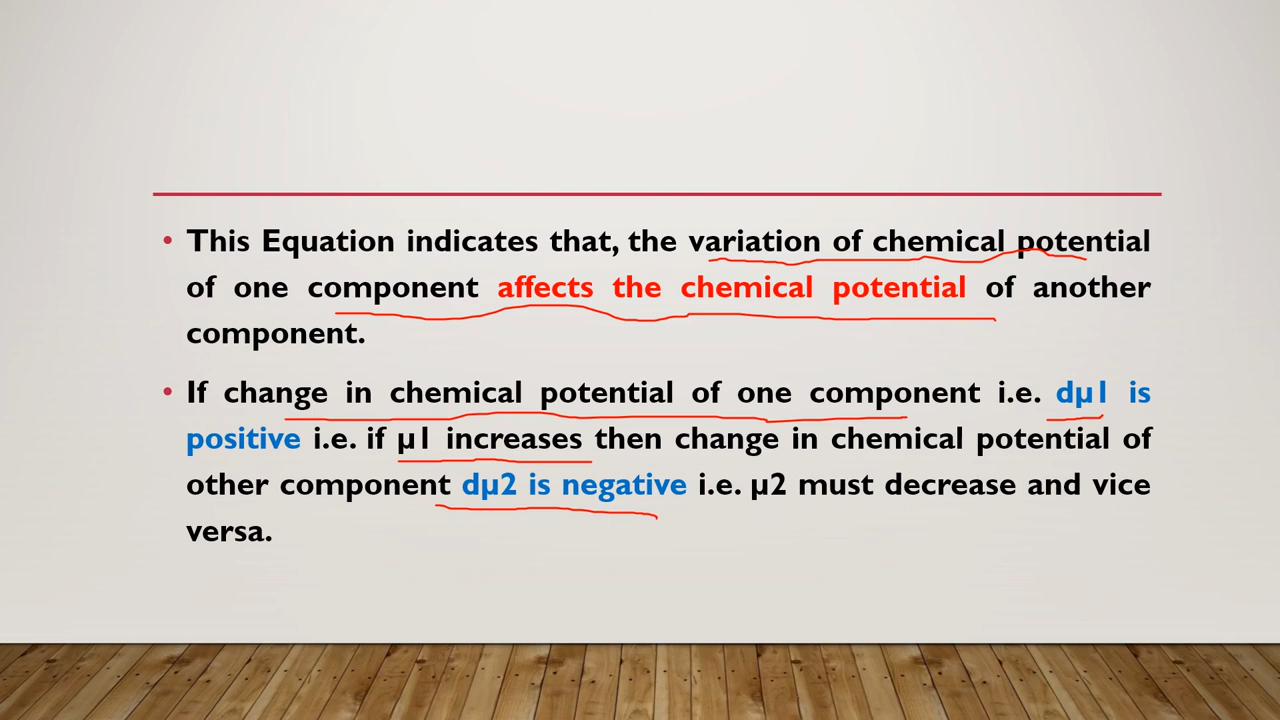 • This Equation indicates that, the variation of chemical potential
of one component affects the chemical potential of another
component.
• If change in chemical potential of one component i.e. dμ1 is
positive i.e. if μ1 increases then change in chemical potential of
other component dμ2 is negative i.e. μ2 must decrease and vice
versa.